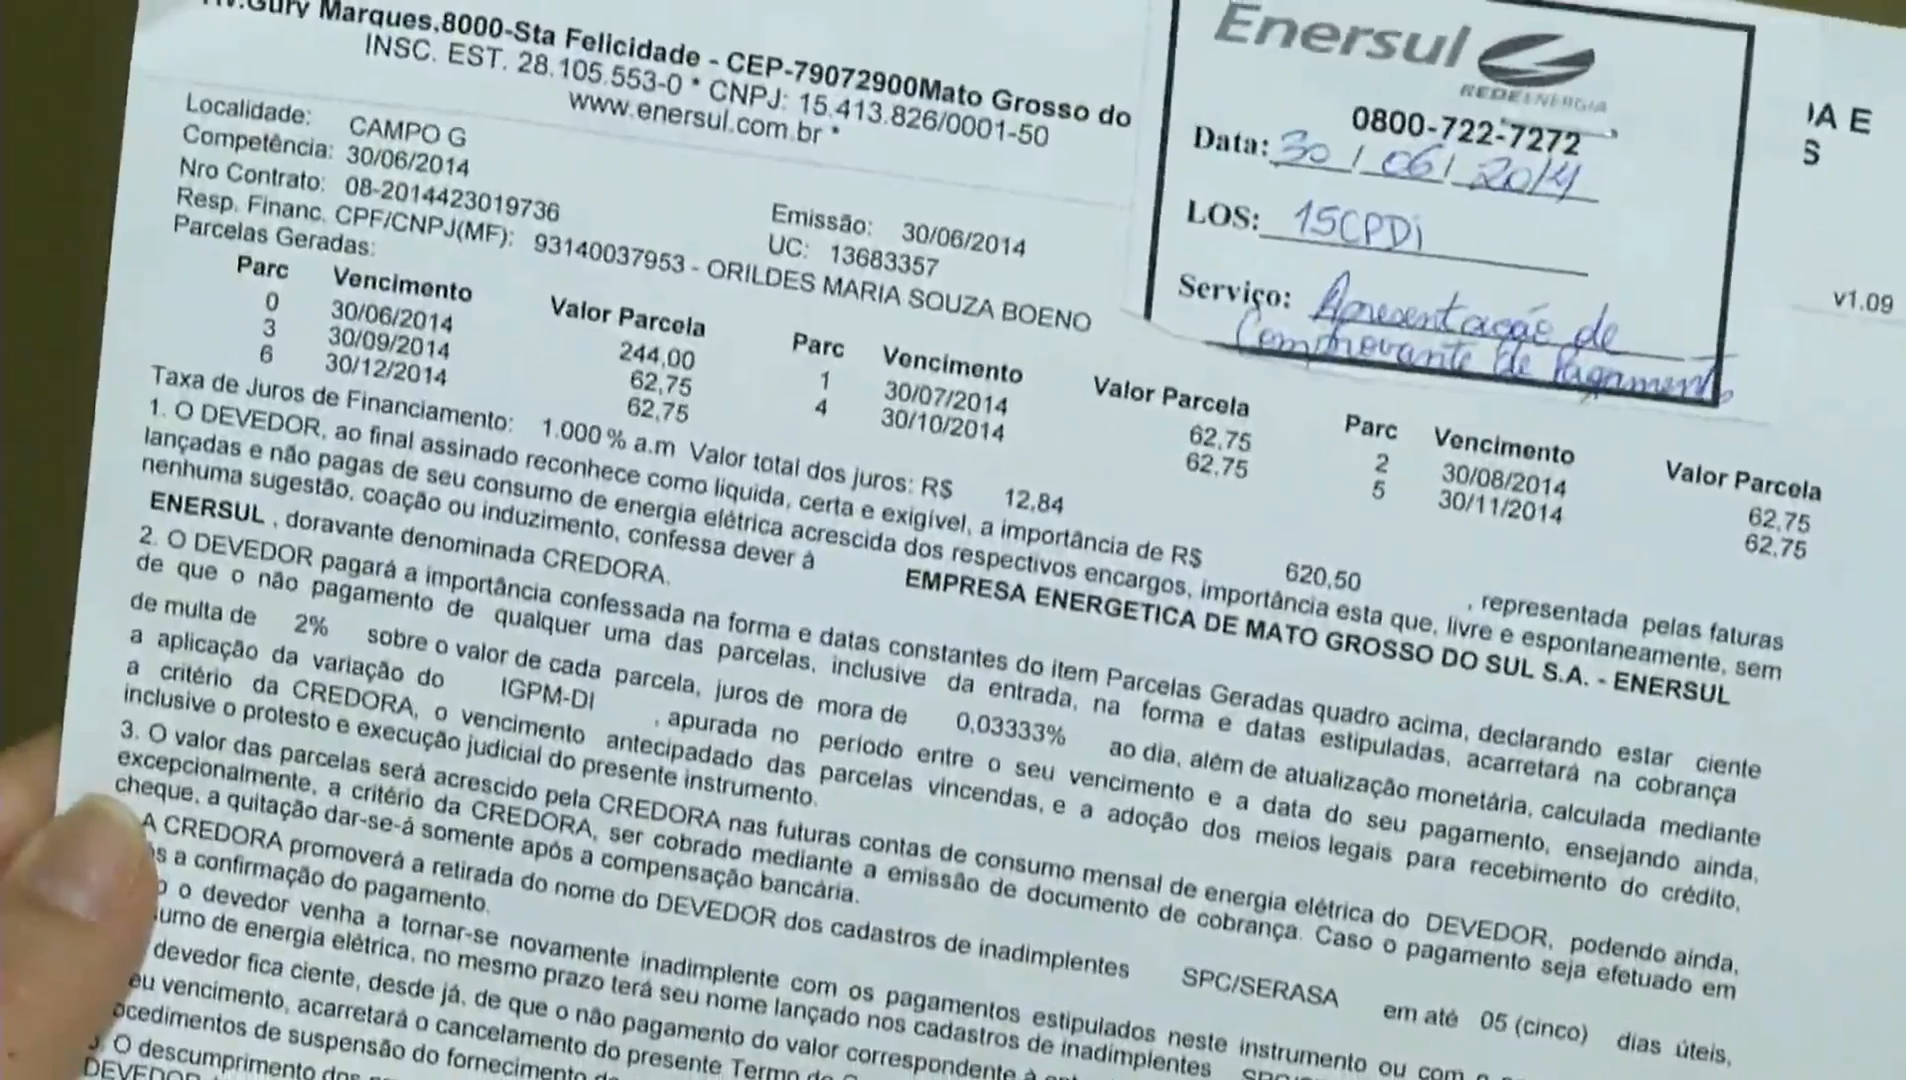 Gury Marques,8000-Sta Felicidade - CEP-79072900Mato Grosso do
INSC. EST. 28.105.553-0 * CNPJ: 15.413.826/0001-50
www.enersul.com.br *
Enersul
REDEENERGIA
0800-722-7272
Data: 30/06/2014
LOS: 15CPDi
Serviço: Apresentação de
Comprovante de Pagamento
v1.09
Localidade: CAMPO G
Competência: 30/06/2014
Nro Contrato: 08-2014423019736
Emissão: 30/06/2014
UC: 13683357
Resp. Financ. CPF/CNPJ(MF): 93140037953 - ORILDES MARIA SOUZA BOENO
Parcelas Geradas:
Parc Vencimento Valor Parcela Parc Vencimento Valor Parcela Parc Vencimento Valor Parcela
0 30/06/2014 244,00 1 30/07/2014 62,75 2 30/08/2014 62,75
3 30/09/2014 62,75 4 30/10/2014 62,75 5 30/11/2014 62,75
6 30/12/2014 62,75
Taxa de Juros de Financiamento: 1.000 % a.m Valor total dos juros: R$ 12,84
1. O DEVEDOR, ao final assinado reconhece como liquida, certa e exigível, a importância de R$ 620,50 , representada pelas faturas
lançadas e não pagas de seu consumo de energia elétrica acrescida dos respectivos encargos, importância esta que, livre e espontaneamente, sem
nenhuma sugestão, coação ou induzimento, confessa dever à EMPRESA ENERGETICA DE MATO GROSSO DO SUL S.A. - ENERSUL
ENERSUL , doravante denominada CREDORA.
2. O DEVEDOR pagará a importância confessada na forma e datas constantes do item Parcelas Geradas quadro acima, declarando estar ciente
de que o não pagamento de qualquer uma das parcelas, inclusive da entrada, na forma e datas estipuladas, acarretará na cobrança
de multa de 2% sobre o valor de cada parcela, juros de mora de 0,03333% ao dia, além de atualização monetária, calculada mediante
a aplicação da variação do IGPM-DI , apurada no período entre o seu vencimento e a data do seu pagamento, ensejando ainda,
a critério da CREDORA, o vencimento antecipado das parcelas vincendas, e a adoção dos meios legais para recebimento do crédito,
inclusive o protesto e execução judicial do presente instrumento.
3. O valor das parcelas será acrescido pela CREDORA nas futuras contas de consumo mensal de energia elétrica do DEVEDOR, podendo ainda,
excepcionalmente, a critério da CREDORA, ser cobrado mediante a emissão de documento de cobrança. Caso o pagamento seja efetuado em
cheque, a quitação dar-se-á somente após a compensação bancária.
A CREDORA promoverá a retirada do nome do DEVEDOR dos cadastros de inadimplentes SPC/SERASA em até 05 (cinco) dias úteis,
a confirmação do pagamento.
o devedor venha a tornar-se novamente inadimplente com os pagamentos estipulados neste instrumento ou com
de energia elétrica, no mesmo prazo terá seu nome lançado nos cadastros de inadimplentes
devedor fica ciente, desde já, de que o não pagamento do valor correspondente à
vencimento, acarretará o cancelamento do presente Termo
de suspensão do fornecimento
O descumprimento